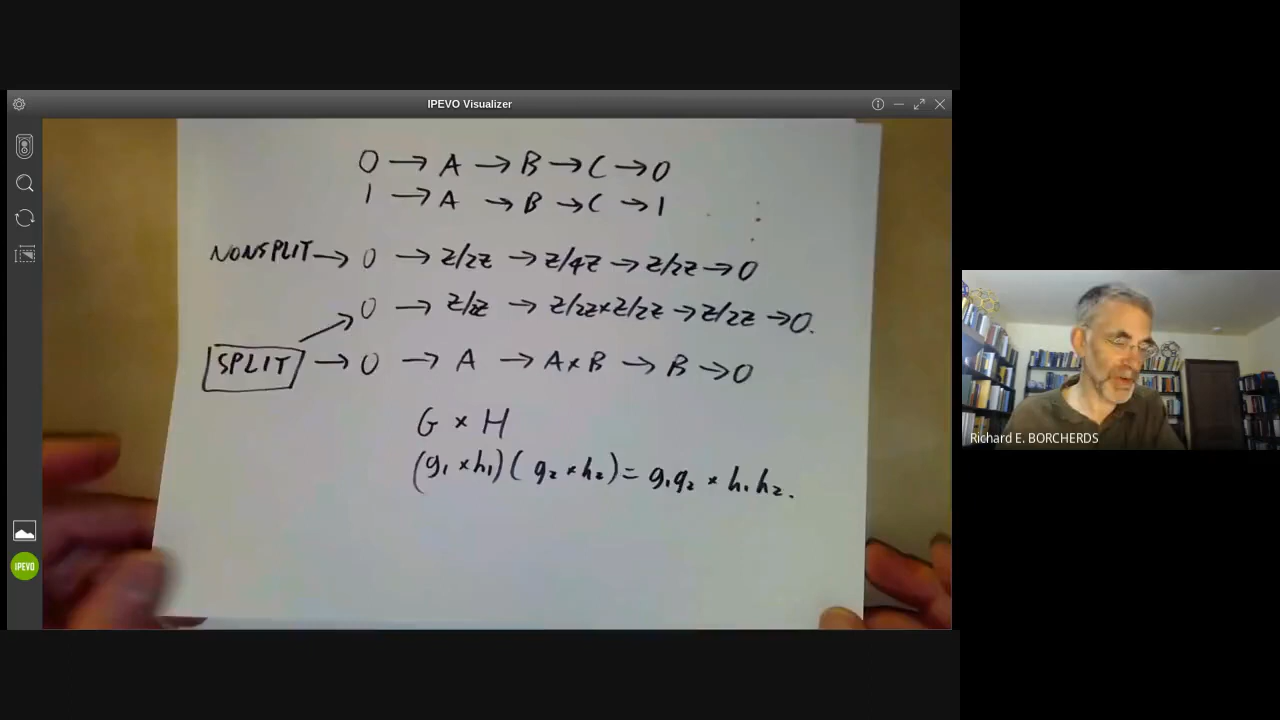 IPEVO Visualizer
0 → A → B → C → 0
1 → A → B → C → 1
NONSPLIT → 0 → Z/2Z → Z/4Z → Z/2Z → 0
0 → Z/2Z → Z/2Z×Z/2Z → Z/2Z → 0.
SPLIT → 0 → A → A×B → B → 0
G × H
(g₁ × h₁)(g₂ × h₂) = g₁g₂ × h₁h₂.
IPEVO
Richard E. BORCHERDS